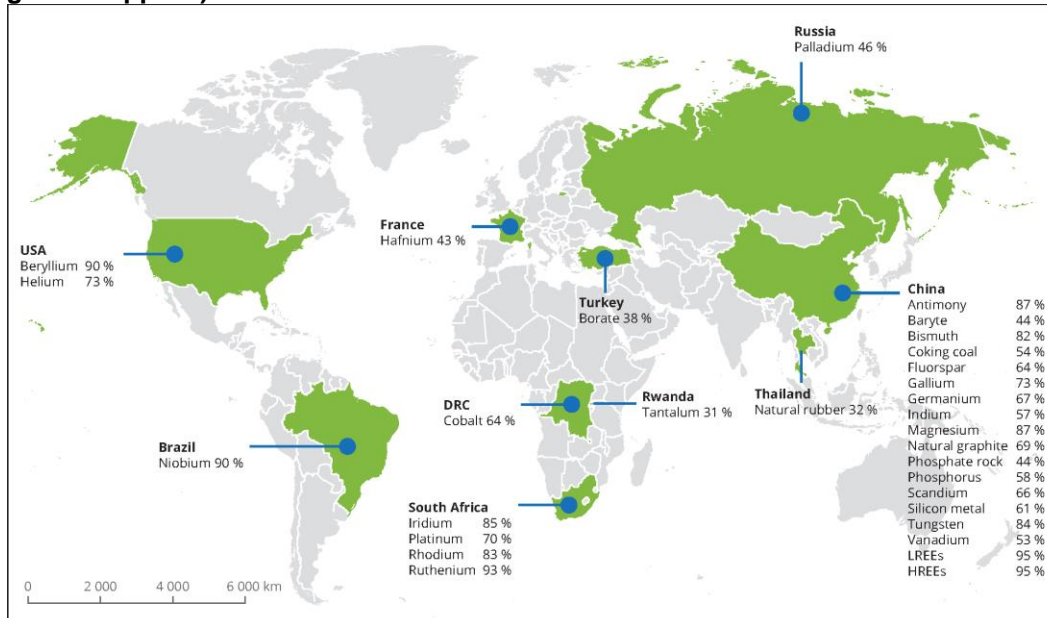 Russia
Palladium 46 %
France
Hafnium 43 %
USA
Beryllium 90 %
Helium 73 %
Turkey
Borate 38 %
China
Antimony 87 %
Baryte 44 %
Bismuth 82 %
Coking coal 54 %
Fluorspar 64 %
Gallium 73 %
Germanium 67 %
Indium 57 %
Magnesium 87 %
Natural graphite 69 %
Phosphate rock 44 %
Phosphorus 58 %
Scandium 66 %
Silicon metal 61 %
Tungsten 84 %
Vanadium 53 %
LREEs 95 %
HREEs 95 %
Thailand
Natural rubber 32 %
DRC
Cobalt 64 %
Rwanda
Tantalum 31 %
Brazil
Niobium 90 %
South Africa
Iridium 85 %
Platinum 70 %
Rhodium 83 %
Ruthenium 93 %
0 2 000 4 000 6 000 km